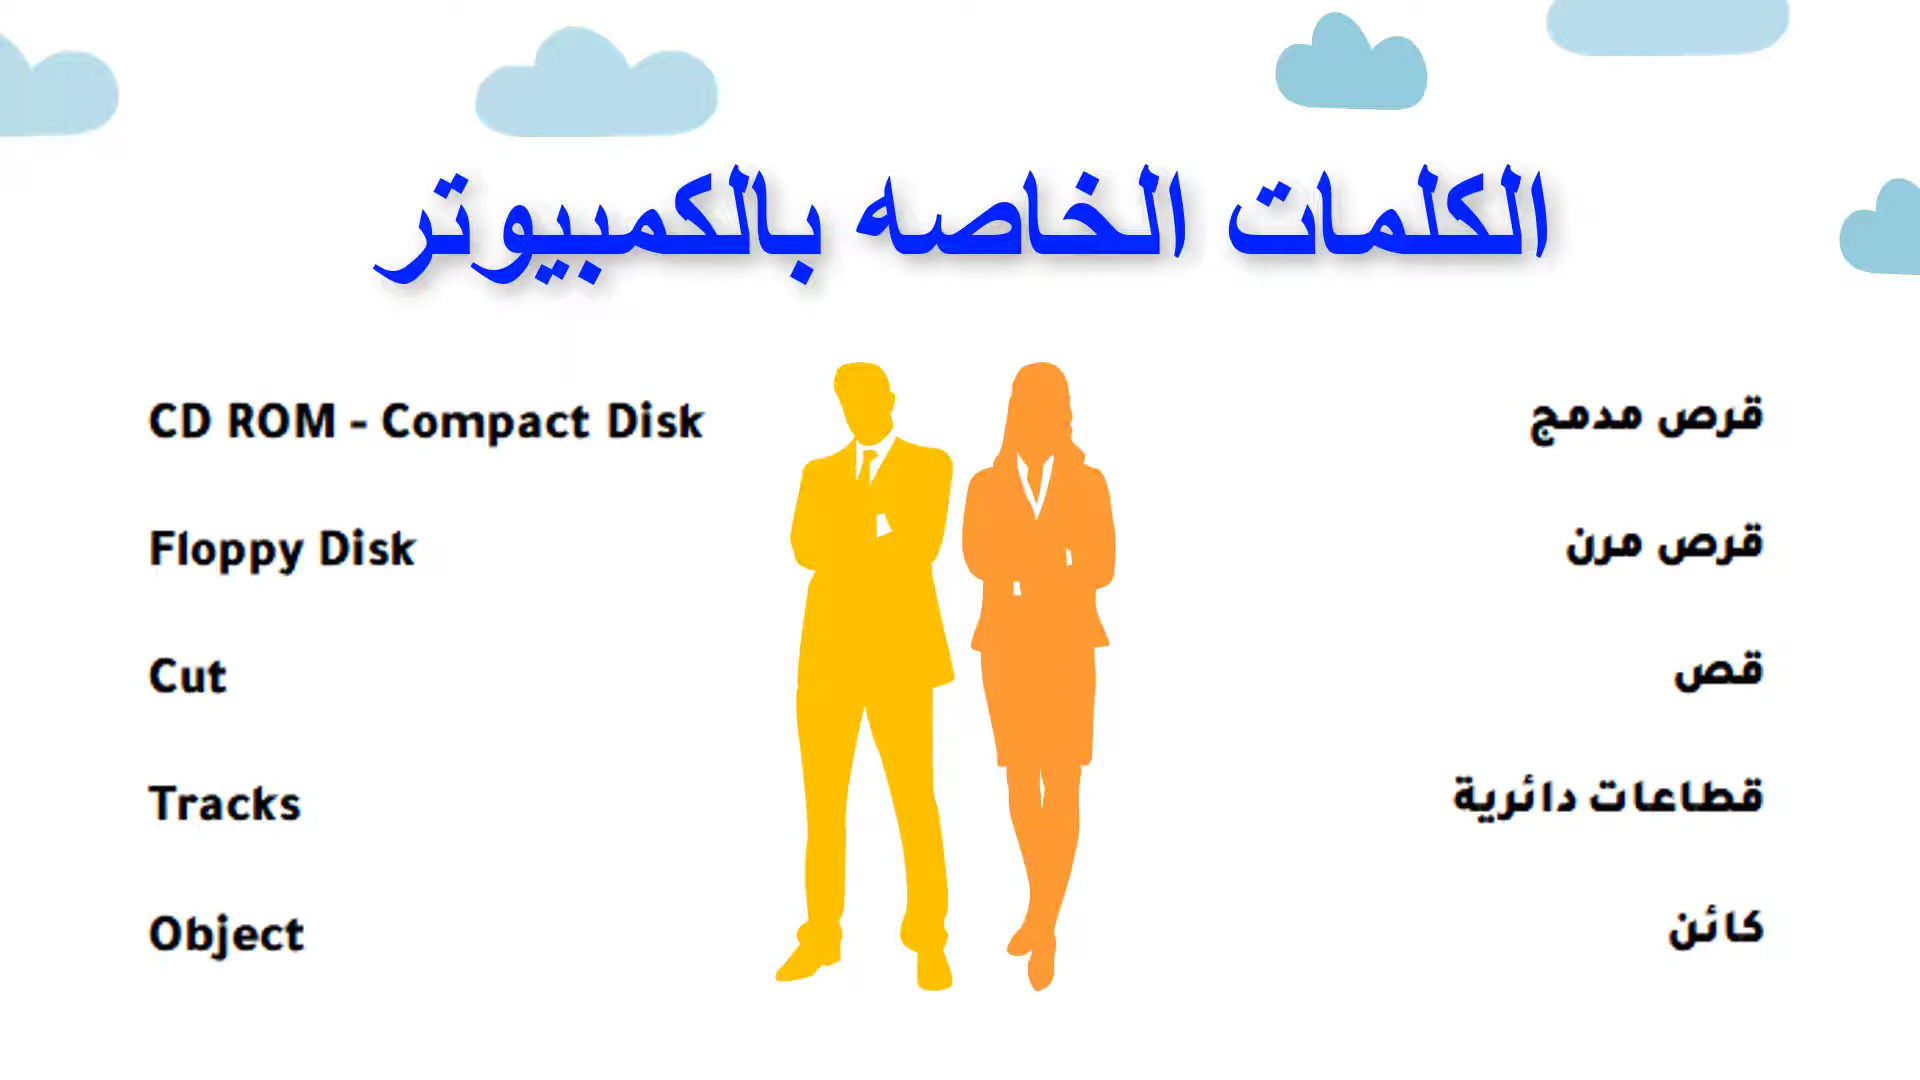 الكلمات الخاصه بالكمبيوتر
CD ROM - Compact Disk قرص مدمج
Floppy Disk قرص مرن
Cut قص
Tracks قطاعات دائرية
Object كائن